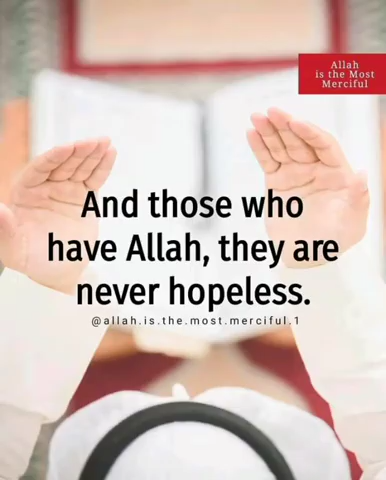 Allah
is the Most
Merciful
And those who
have Allah, they are
never hopeless.
@allah.is.the.most.merciful.1